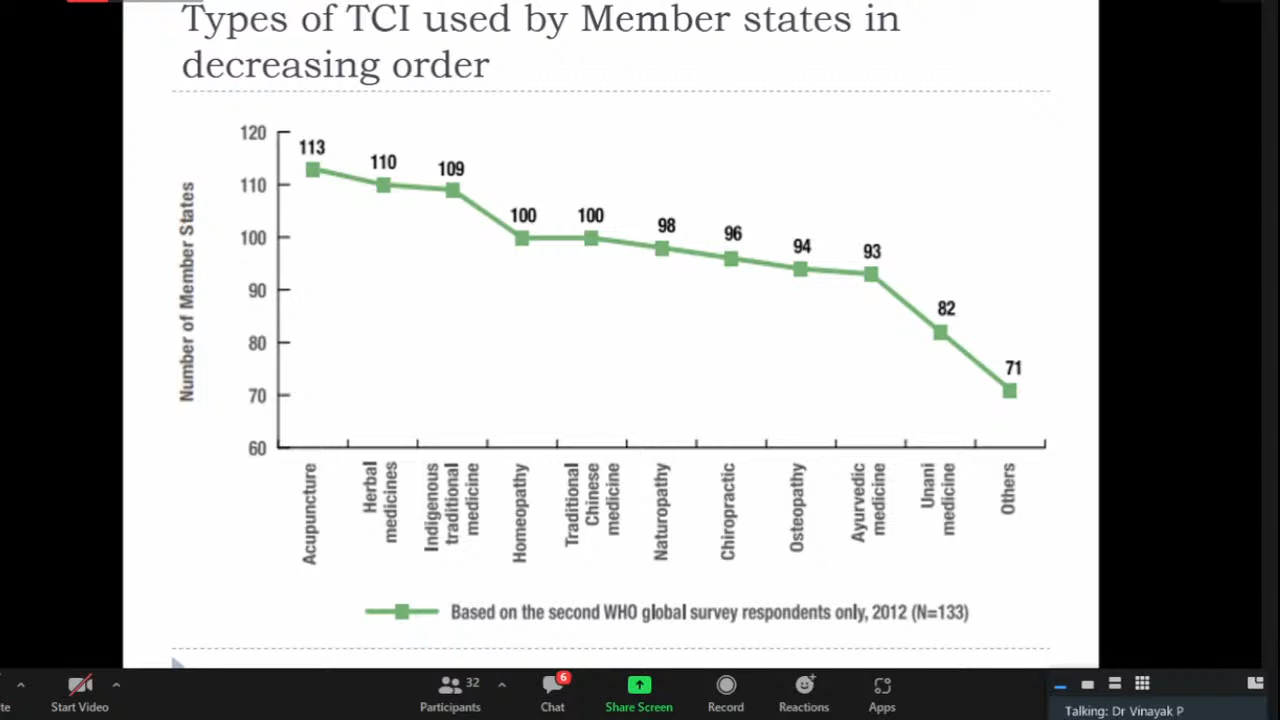 Types of TCI used by Member states in
decreasing order
120
110
100
90
80
70
60
Number of Member States
113
110
109
100
100
98
96
94
93
82
71
Acupuncture
Herbal
medicines
Indigenous
traditional
medicine
Homeopathy
Traditional
Chinese
medicine
Naturopathy
Chiropractic
Osteopathy
Ayurvedic
medicine
Unani
medicine
Others
Based on the second WHO global survey respondents only, 2012 (N=133)
te
Start Video
32
Participants
6
Chat
Share Screen
Record
Reactions
Apps
Talking: Dr Vinayak P